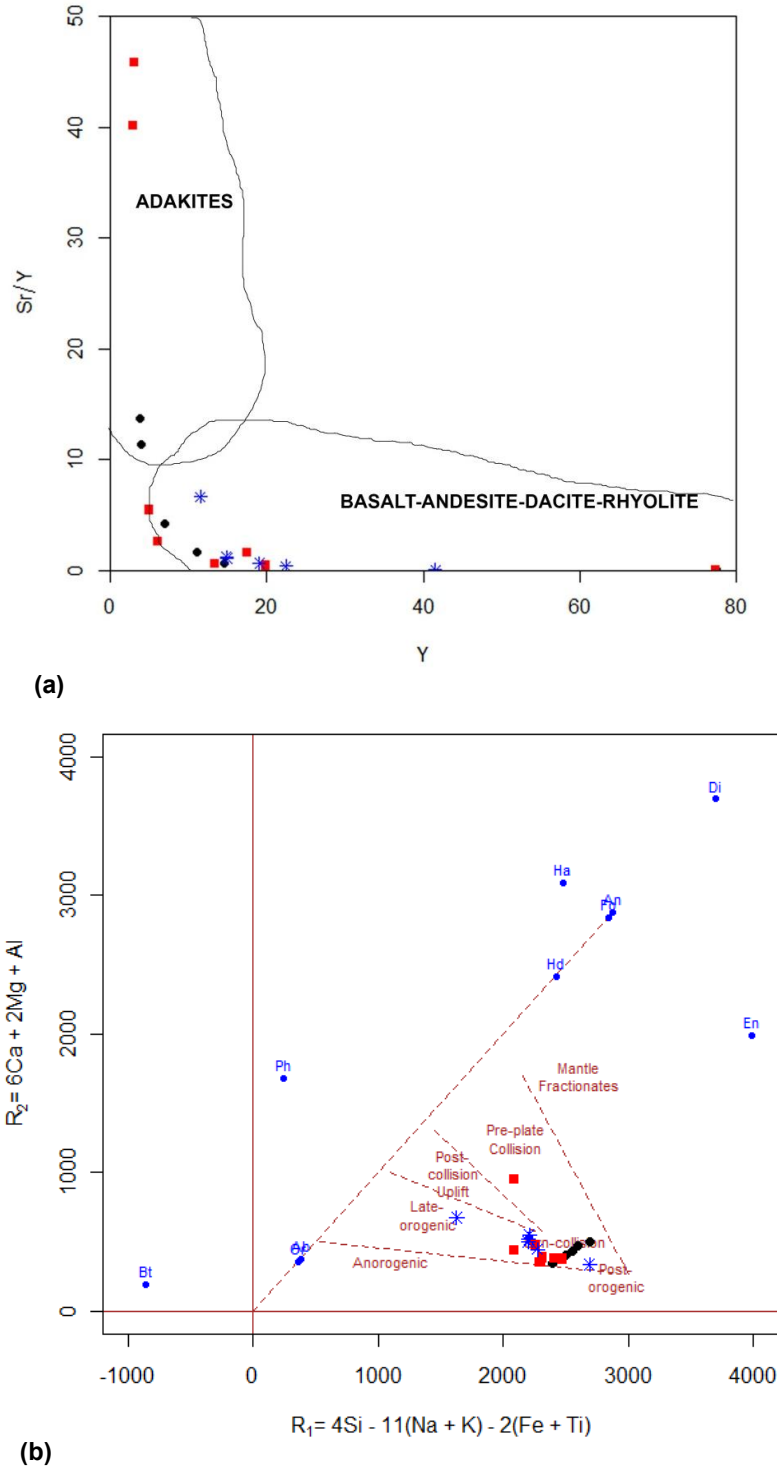 50
40
30
20
10
0
Sr/Y
ADAKITES
BASALT-ANDESITE-DACITE-RHYOLITE
0 20 40 60 80
Y
(a)
4000
3000
2000
1000
0
R2= 6Ca + 2Mg + Al
Di
Ha
An
Hd
En
Ph
Mantle
Fractionates
Pre-plate
Collision
Post-
collision
Uplift
Late-
orogenic
Anorogenic
Post-
orogenic
Bt
-1000 0 1000 2000 3000 4000
R1= 4Si - 11(Na + K) - 2(Fe + Ti)
(b)